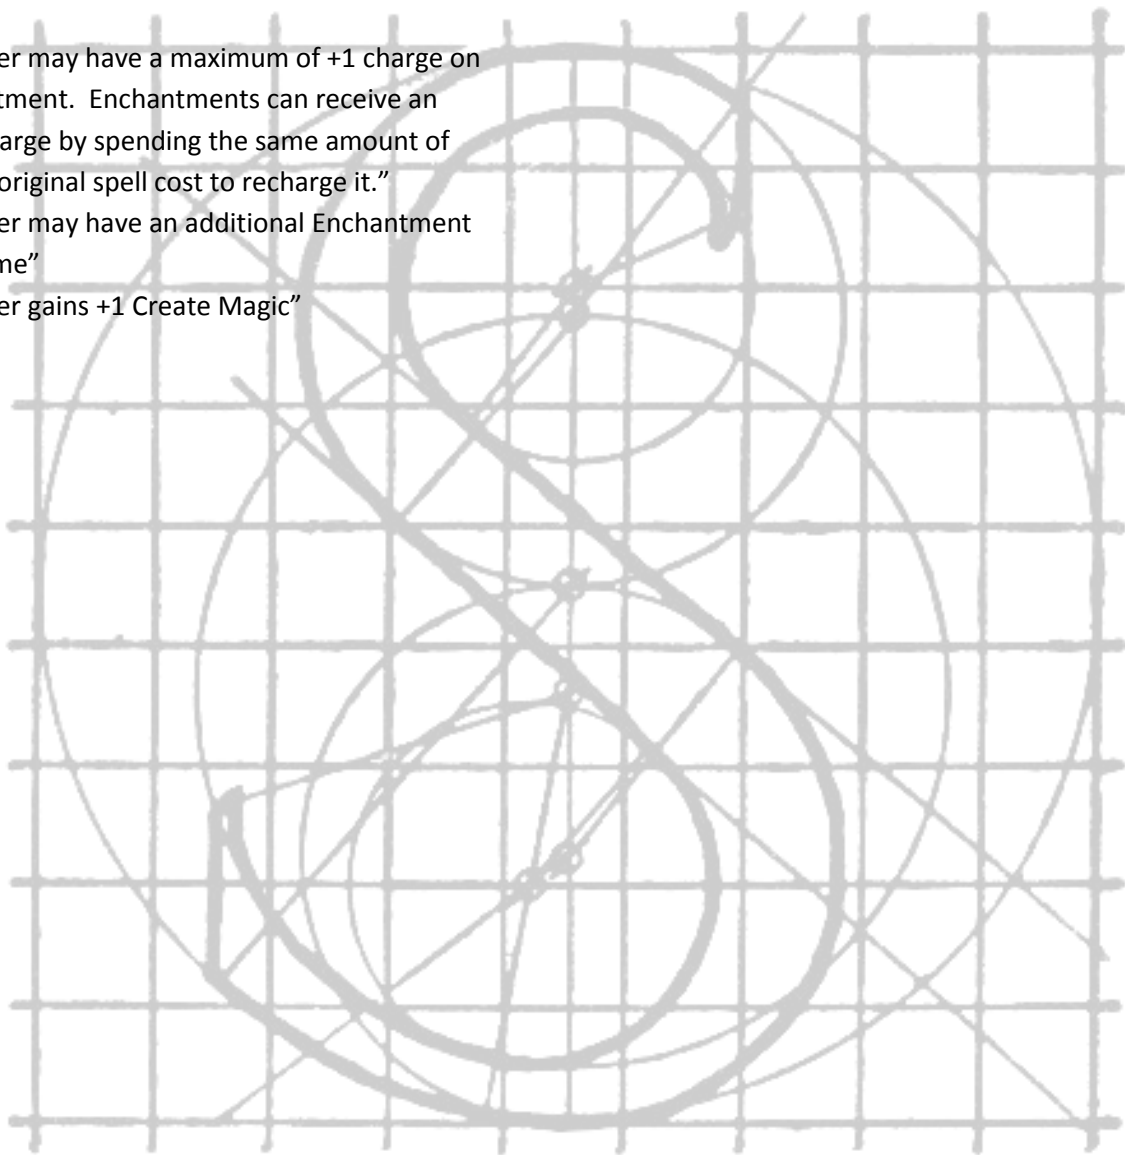 er may have a maximum of +1 charge on
tment.  Enchantments can receive an
arge by spending the same amount of
original spell cost to recharge it.”
er may have an additional Enchantment
me”
er gains +1 Create Magic”